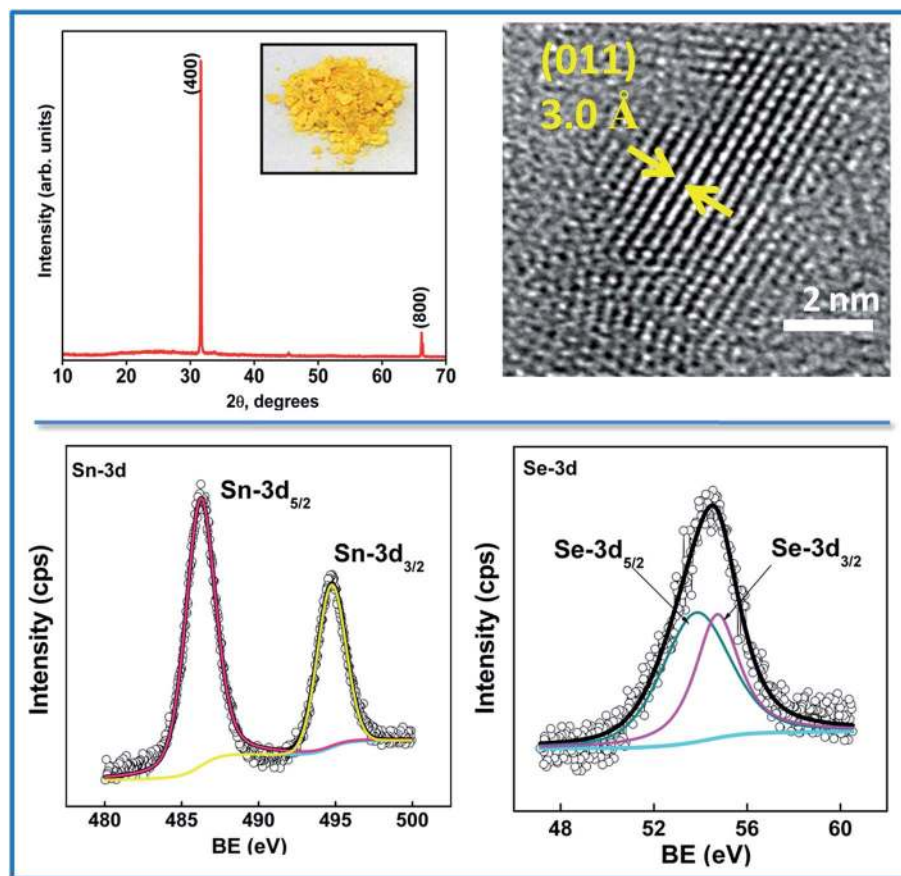 Intensity (arb. units)
(400)
(800)
10 20 30 40 50 60 70
2θ, degrees
(011)
3.0 Å
2 nm
Sn-3d
Sn-3d5/2
Sn-3d3/2
Intensity (cps)
480 485 490 495 500
BE (eV)
Se-3d
Se-3d5/2
Se-3d3/2
Intensity (cps)
48 52 56 60
BE (eV)